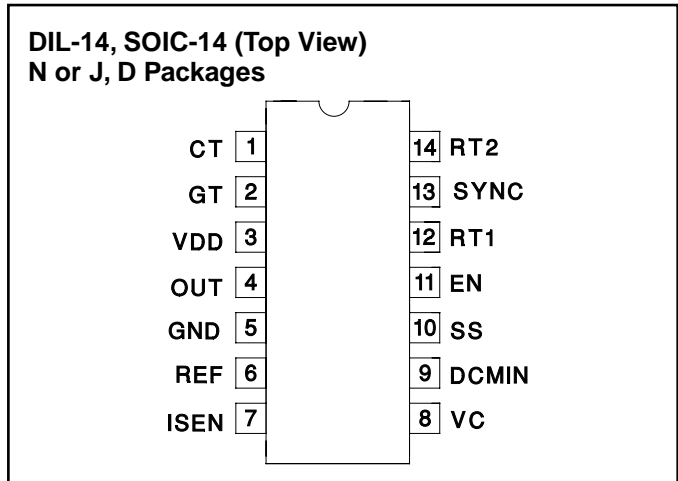 DIL-14, SOIC-14 (Top View)
N or J, D Packages
CT 1 14 RT2
GT 2 13 SYNC
VDD 3 12 RT1
OUT 4 11 EN
GND 5 10 SS
REF 6 9 DCMIN
ISEN 7 8 VC